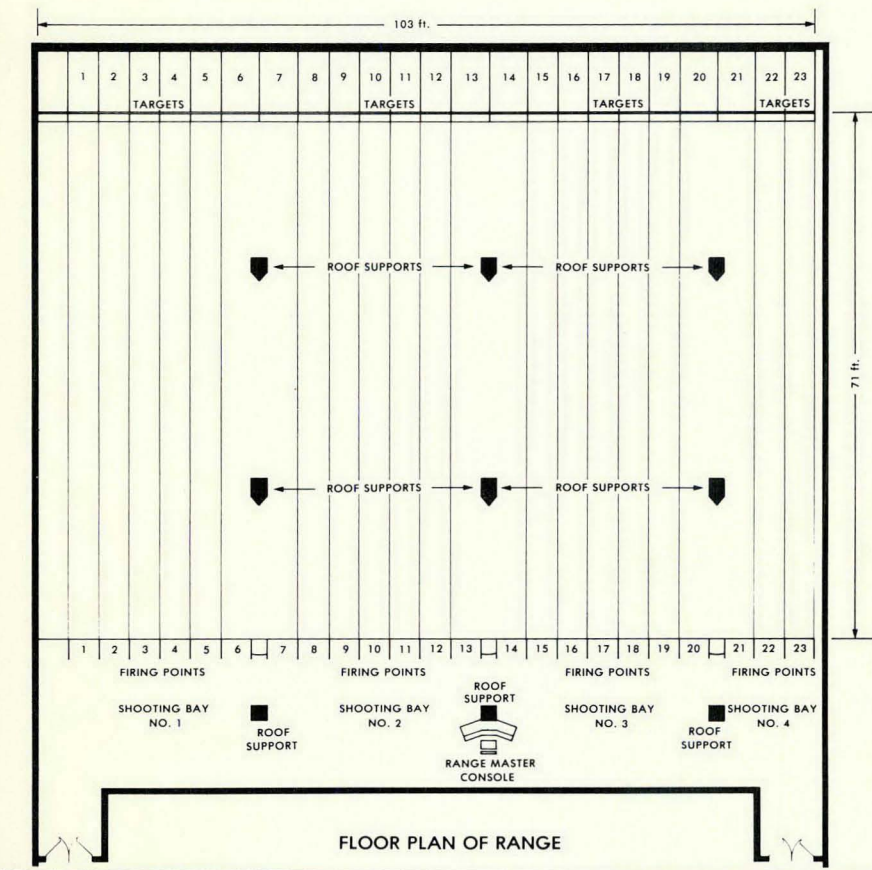 103 ft.
1 2 3 4 5 6 7 8 9 10 11 12 13 14 15 16 17 18 19 20 21 22 23
TARGETS TARGETS TARGETS TARGETS
ROOF SUPPORTS ROOF SUPPORTS
71 ft.
ROOF SUPPORTS ROOF SUPPORTS
1 2 3 4 5 6 7 8 9 10 11 12 13 14 15 16 17 18 19 20 21 22 23
FIRING POINTS FIRING POINTS FIRING POINTS FIRING POINTS
SHOOTING BAY
NO. 1
ROOF
SUPPORT
SHOOTING BAY
NO. 2
ROOF
SUPPORT
RANGE MASTER
CONSOLE
SHOOTING BAY
NO. 3
ROOF
SUPPORT
SHOOTING BAY
NO. 4
FLOOR PLAN OF RANGE